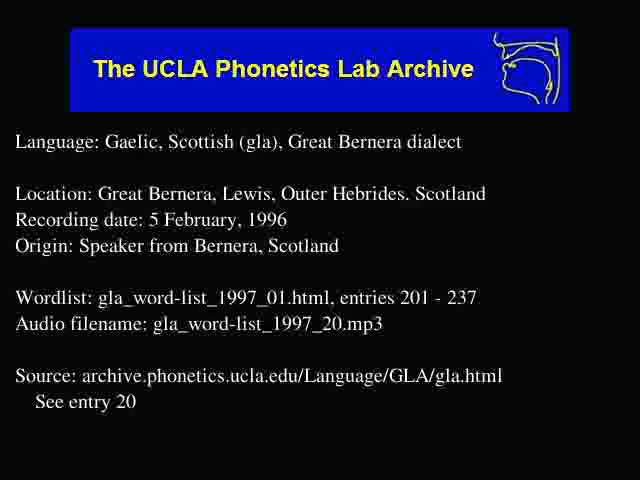 The UCLA Phonetics Lab Archive
Language: Gaelic, Scottish (gla), Great Bernera dialect
Location: Great Bernera, Lewis, Outer Hebrides. Scotland
Recording date: 5 February, 1996
Origin: Speaker from Bernera, Scotland
Wordlist: gla_word-list_1997_01.html, entries 201 - 237
Audio filename: gla_word-list_1997_20.mp3
Source: archive.phonetics.ucla.edu/Language/GLA/gla.html
See entry 20